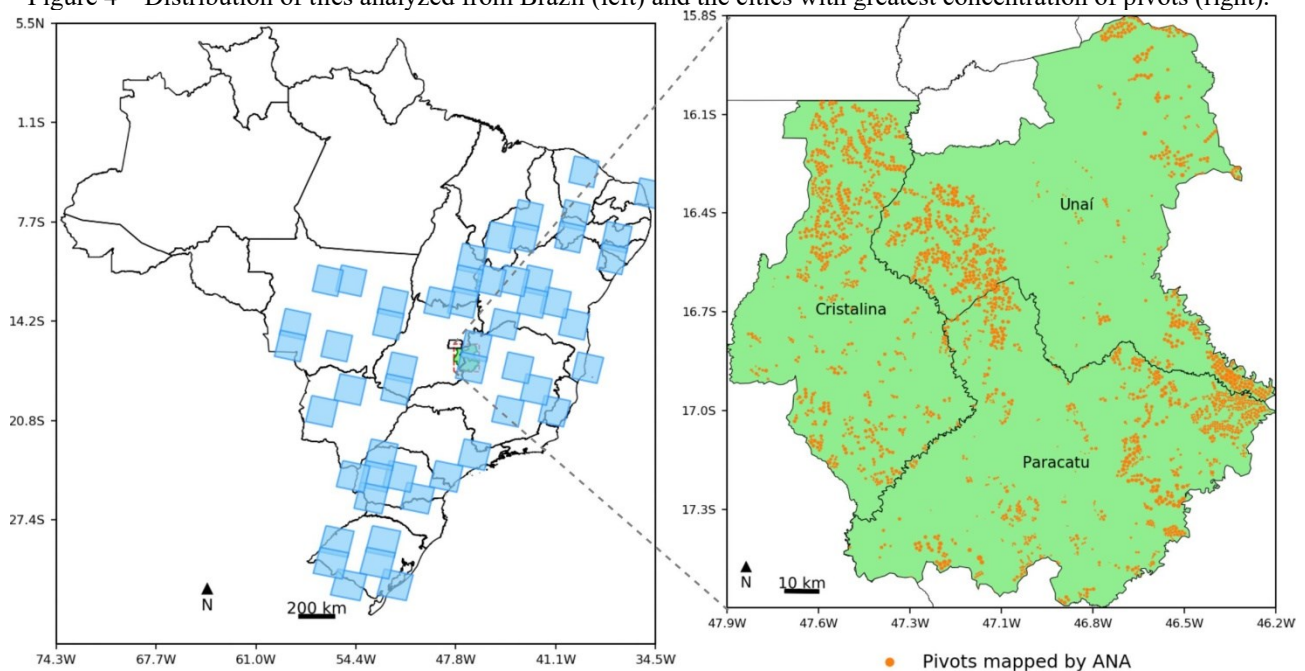 Figure 4 – Distribution of tiles analyzed from Brazil (left) and the cities with greatest concentration of pivots (right).
5.5N
1.1S
7.7S
14.2S
20.8S
27.4S
N
200 km
74.3W 67.7W 61.0W 54.4W 47.8W 41.1W 34.5W
15.8S
16.1S
16.4S
16.7S
17.0S
17.3S
Unaí
Cristalina
Paracatu
N
10 km
47.9W 47.6W 47.3W 47.1W 46.8W 46.5W 46.2W
Pivots mapped by ANA